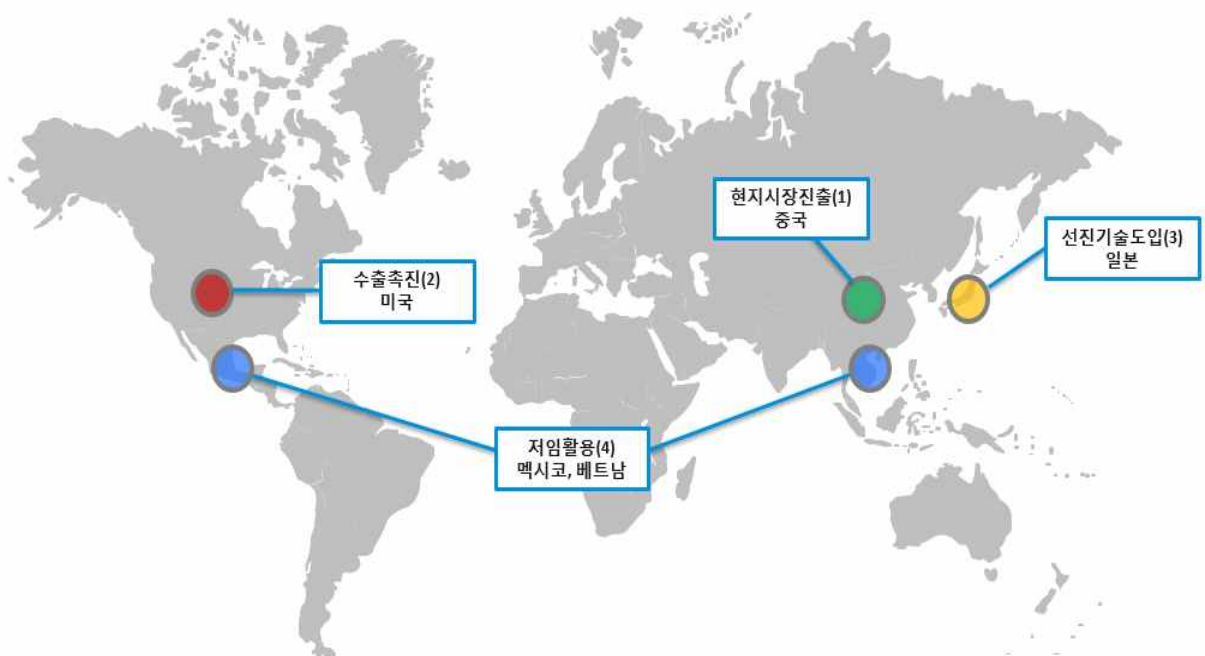 현지시장진출(1)
중국
선진기술도입(3)
일본
수출촉진(2)
미국
저임활용(4)
멕시코, 베트남